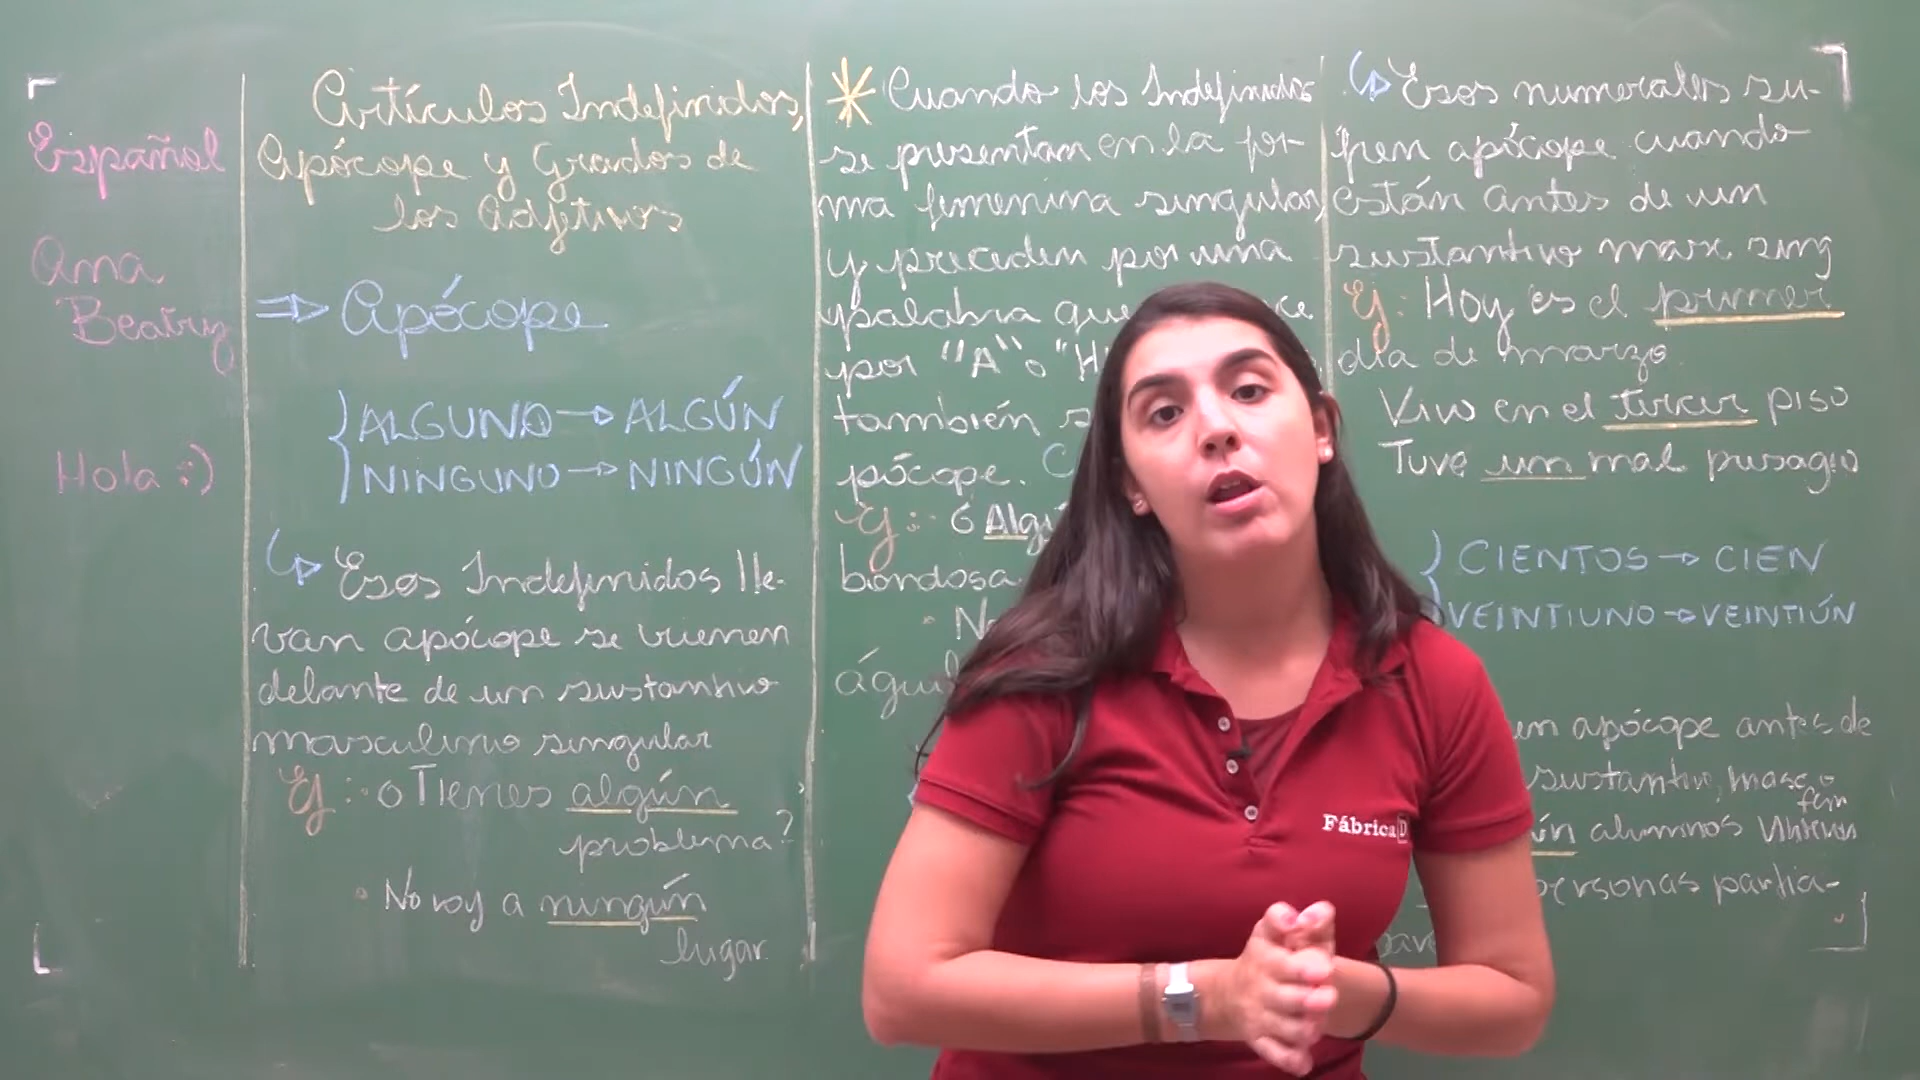 Español
Ana
Beatriz
Hola :)
Artículos Indefinidos,
Apócope y Grados de
los Adjetivos
⇒ Apócope
ALGUNO → ALGÚN
NINGUNO → NINGÚN
↳ Esos Indefinidos lle-
van apócope se vienen
delante de un sustantivo
masculino singular
Ej: Tienes algún
problema?
• No voy a ningún
lugar.
* Cuando los Indefinidos
se presentan en la for-
ma femenina singular,
y preceden por una
palabra que
por "A" o "H
también s
pócope.
Ej:
bondosa
↳ Esos numerales su-
fren apócope cuando
están antes de un
sustantivo masc sing
Ej: Hoy es el primer
día de marzo.
Vivo en el tercer piso
Tuve un mal presagio
CIENTOS → CIEN
VEINTIUNO → VEINTIÚN
en apócope antes de
sustantivo, masc o
fem
ún alumnos
personas partici-
Fábrica D